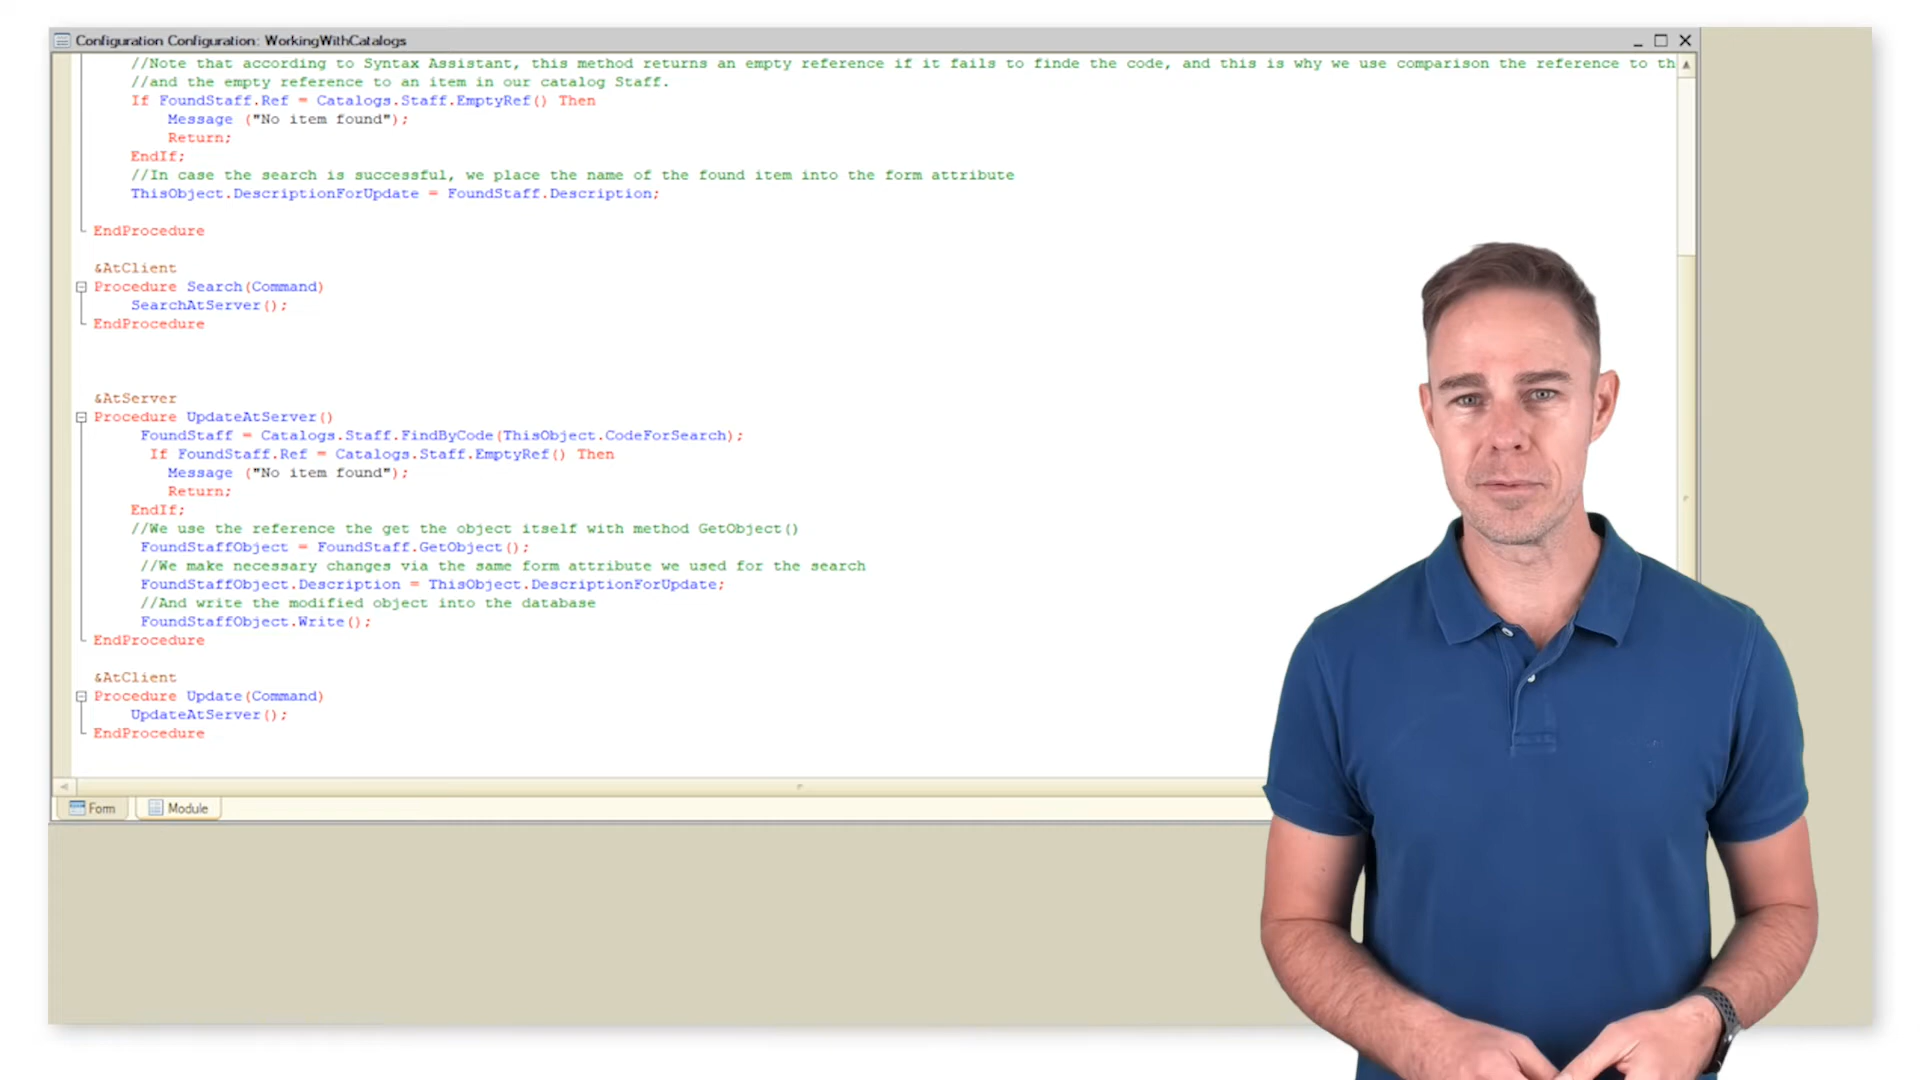 Configuration Configuration: WorkingWithCatalogs
//Note that according to Syntax Assistant, this method returns an empty reference if it fails to finde the code, and this is why we use comparison the reference to th
//and the empty reference to an item in our catalog Staff.
If FoundStaff.Ref = Catalogs.Staff.EmptyRef() Then
Message ("No item found");
Return;
EndIf;
//In case the search is successful, we place the name of the found item into the form attribute
ThisObject.DescriptionForUpdate = FoundStaff.Description;
EndProcedure
&AtClient
Procedure Search(Command)
SearchAtServer();
EndProcedure
&AtServer
Procedure UpdateAtServer()
FoundStaff = Catalogs.Staff.FindByCode(ThisObject.CodeForSearch);
If FoundStaff.Ref = Catalogs.Staff.EmptyRef() Then
Message ("No item found");
Return;
EndIf;
//We use the reference the get the object itself with method GetObject()
FoundStaffObject = FoundStaff.GetObject();
//We make necessary changes via the same form attribute we used for the search
FoundStaffObject.Description = ThisObject.DescriptionForUpdate;
//And write the modified object into the database
FoundStaffObject.Write();
EndProcedure
&AtClient
Procedure Update(Command)
UpdateAtServer();
EndProcedure
Form
Module